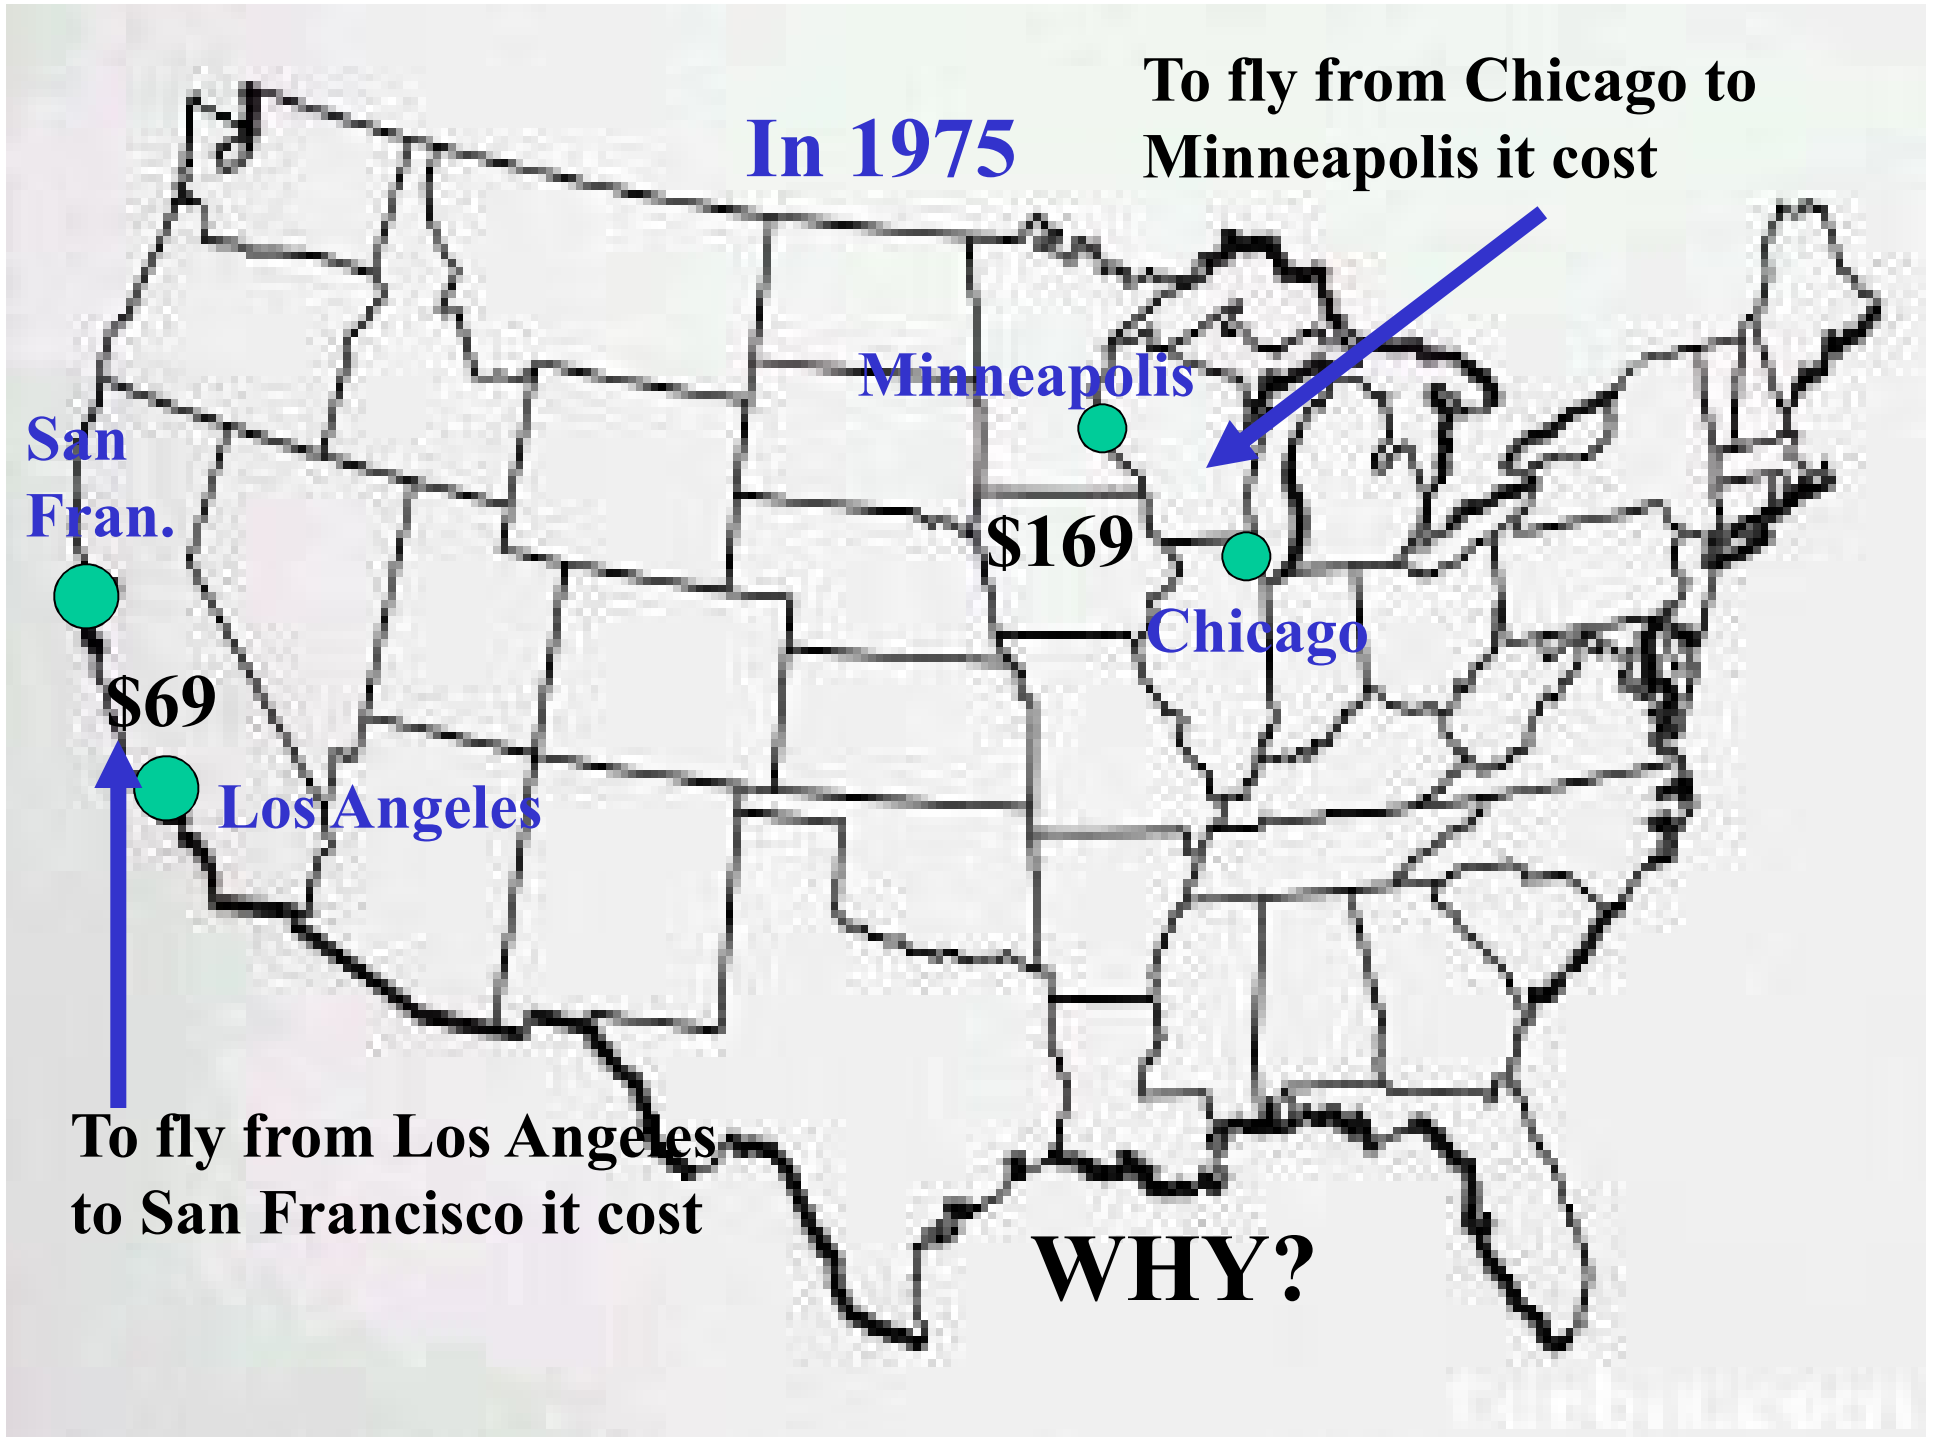 To fly from Chicago to
Minneapolis it cost
In 1975
Minneapolis
San
Fran.
$169
Chicago
$69
Los Angeles
To fly from Los Angeles
to San Francisco it cost
WHY?